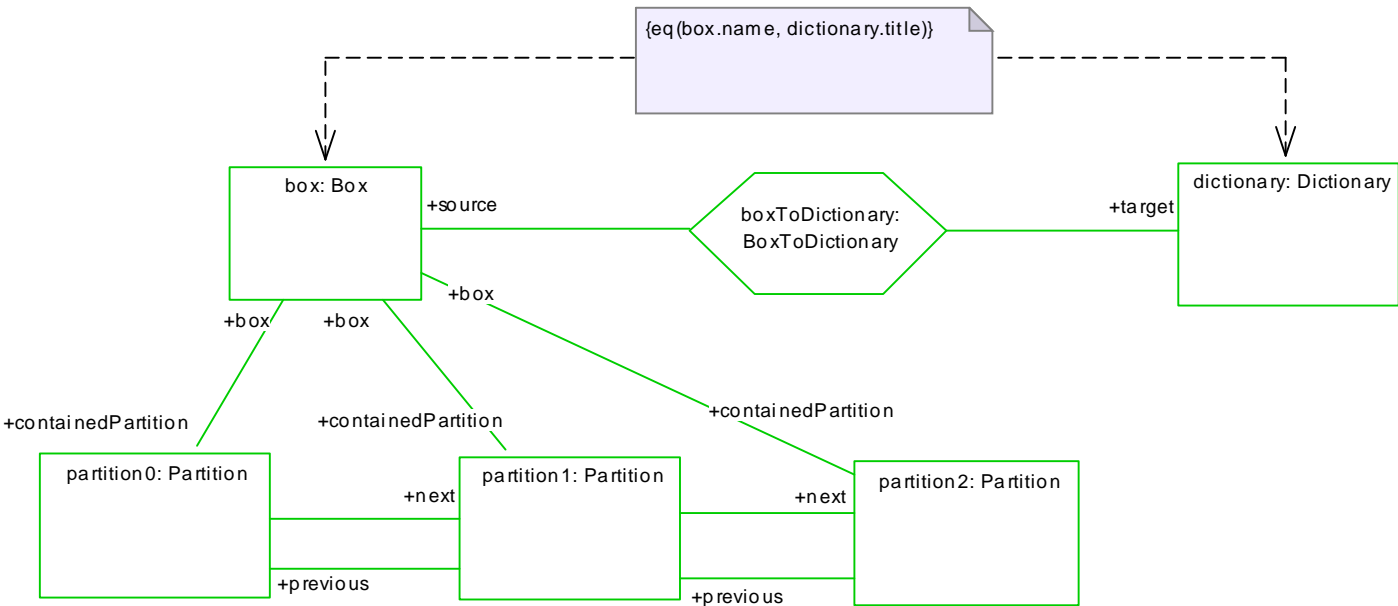 {eq(box.name, dictionary.title)}
box: Box
dictionary: Dictionary
+source
boxToDictionary:
BoxToDictionary
+target
+box
+box
+box
+containedPartition
+containedPartition
+containedPartition
partition0: Partition
partition1: Partition
partition2: Partition
+next
+next
+previous
+previous